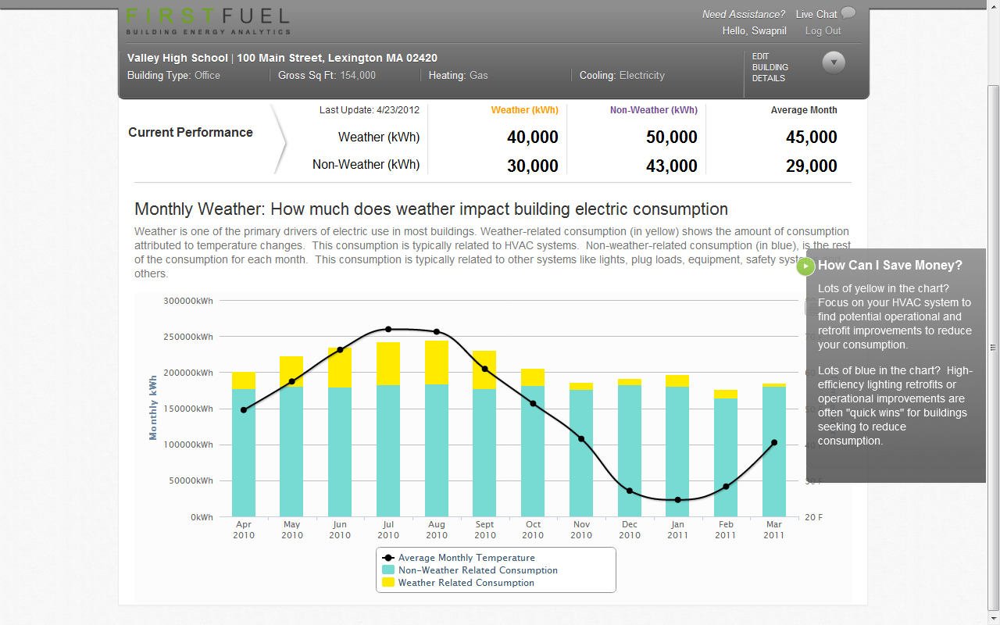 FIRSTFUEL
BUILDING ENERGY ANALYTICS
Need Assistance? Live Chat
Hello, Swapnil Log Out
Valley High School | 100 Main Street, Lexington MA 02420
Building Type: Office Gross Sq Ft: 154,000 Heating: Gas Cooling: Electricity
EDIT
BUILDING
DETAILS
Last Update: 4/23/2012 Weather (kWh) Non-Weather (kWh) Average Month
Current Performance
Weather (kWh) 40,000 50,000 45,000
Non-Weather (kWh) 30,000 43,000 29,000
Monthly Weather: How much does weather impact building electric consumption
Weather is one of the primary drivers of electric use in most buildings. Weather-related consumption (in yellow) shows the amount of consumption
attributed to temperature changes.  This consumption is typically related to HVAC systems.  Non-weather-related consumption (in blue), is the rest
of the consumption for each month.  This consumption is typically related to other systems like lights, plug loads, equipment, safety systems and
others.
How Can I Save Money?
Lots of yellow in the chart?
Focus on your HVAC system to
find potential operational and
retrofit improvements to reduce
your consumption.
Lots of blue in the chart?  High-
efficiency lighting retrofits or
operational improvements are
often "quick wins" for buildings
seeking to reduce
consumption.
Monthly kWh
300000kWh
250000kWh
200000kWh
150000kWh
100000kWh
50000kWh
0kWh
70 F
30 F
20 F
Apr 2010
May 2010
Jun 2010
Jul 2010
Aug 2010
Sept 2010
Oct 2010
Nov 2010
Dec 2010
Jan 2011
Feb 2011
Mar 2011
Average Monthly Temperature
Non-Weather Related Consumption
Weather Related Consumption